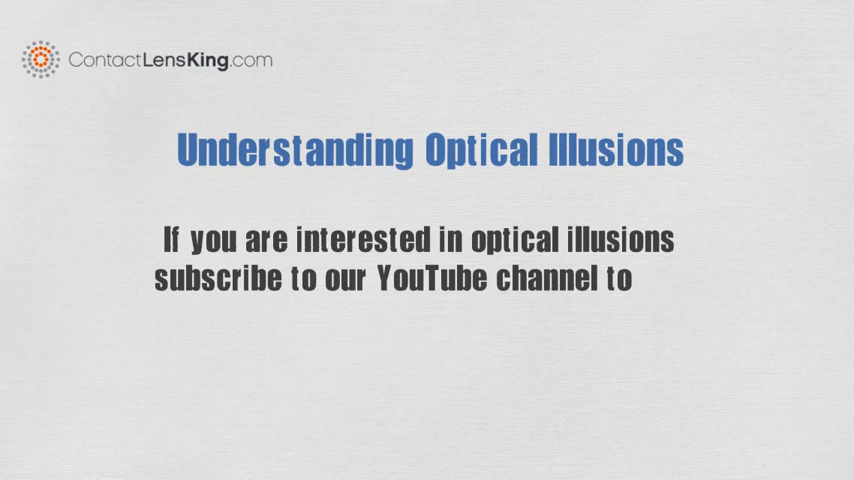 ContactLensKing.com
Understanding Optical Illusions
If you are interested in optical illusions
subscribe to our YouTube channel to